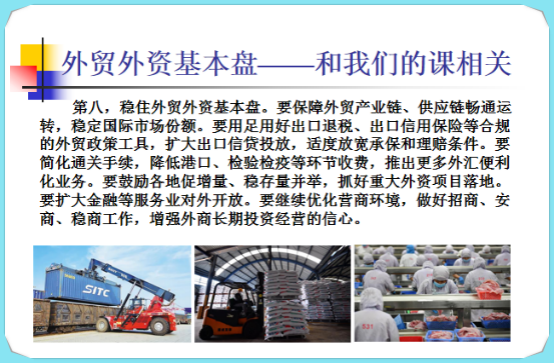 外贸外资基本盘——和我们的课相关
第八，稳住外贸外资基本盘。要保障外贸产业链、供应链畅通运
转，稳定国际市场份额。要用足用好出口退税、出口信用保险等合规
的外贸政策工具，扩大出口信贷投放，适度放宽承保和理赔条件。要
简化通关手续，降低港口、检验检疫等环节收费，推出更多外汇便利
化业务。要鼓励各地促增量、稳存量并举，抓好重大外资项目落地。
要扩大金融等服务业对外开放。要继续优化营商环境，做好招商、安
商、稳商工作，增强外商长期投资经营的信心。
SITC
531